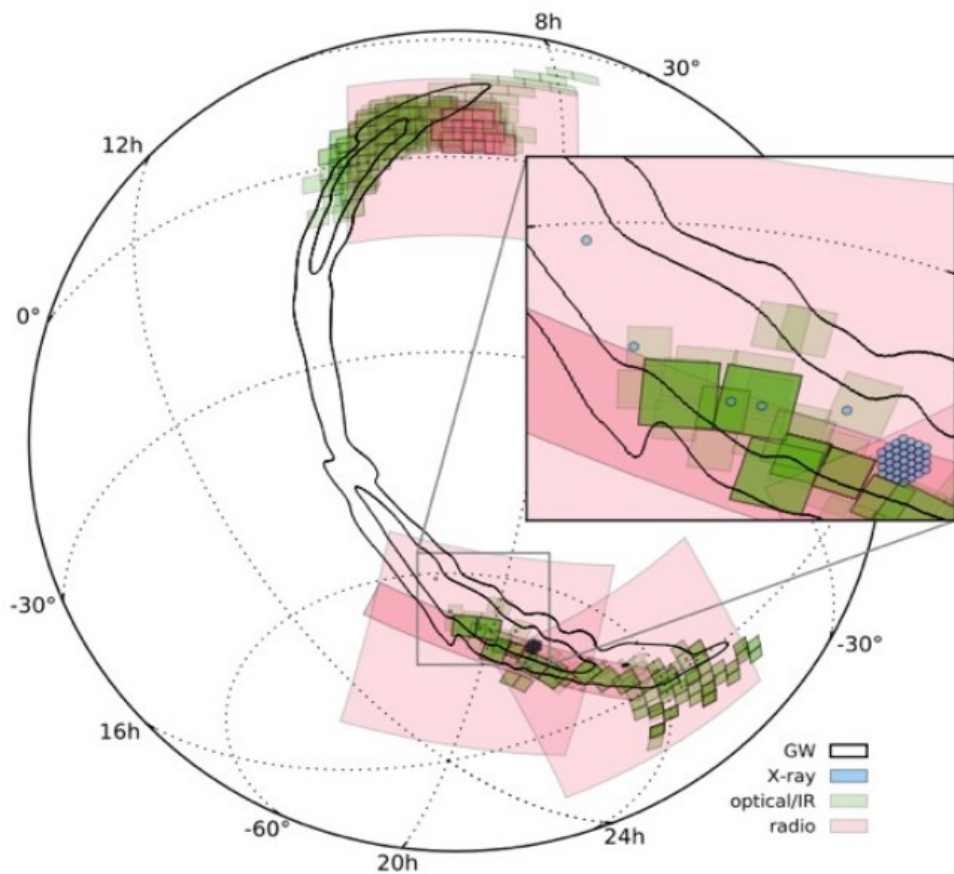 8h
30°
12h
0°
-30°
-30°
16h
-60°
24h
20h
GW
X-ray
optical/IR
radio